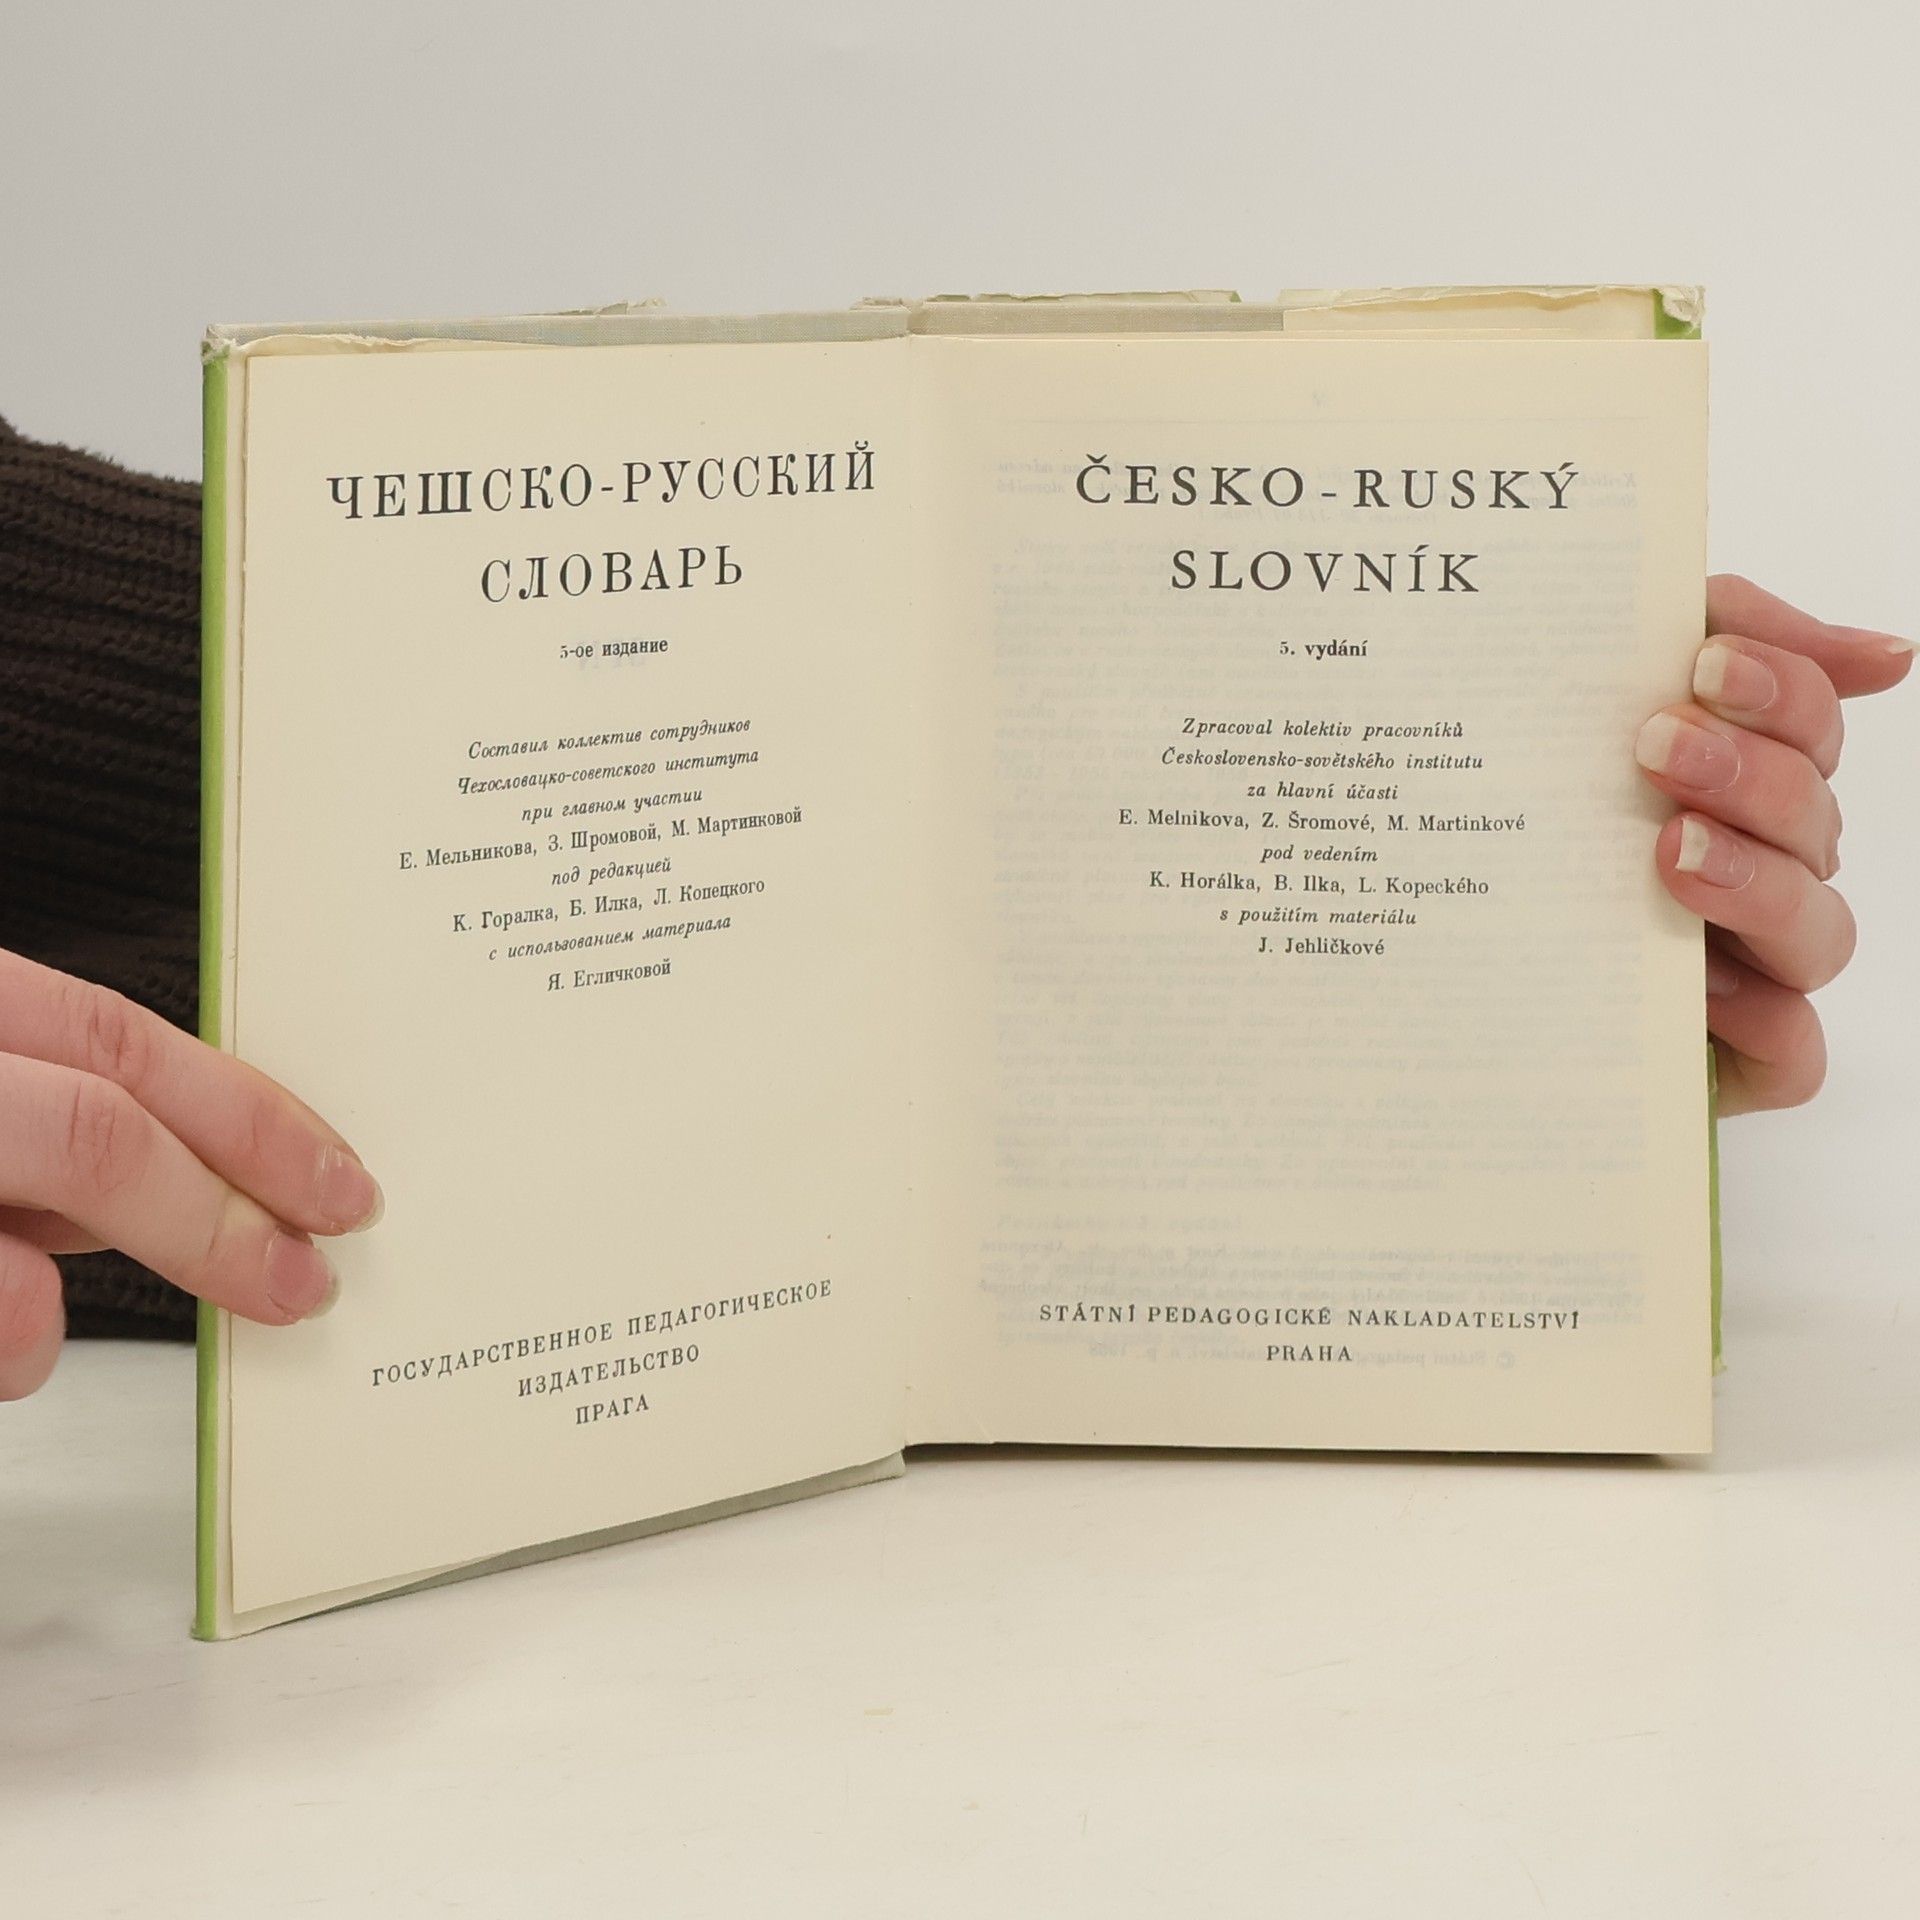 ЧЕШСКО-РУССКИЙ
СЛОВАРЬ
5-ое издание
Составил коллектив сотрудников
Чехословацко-советского института
при главном участии
Е. Мельникова, З. Шромовой, М. Мартинковой
под редакцией
К. Горалка, Б. Илка, Л. Копецкого
с использованием материала
Я. Егличковой
ГОСУДАРСТВЕННОЕ ПЕДАГОГИЧЕСКОЕ
ИЗДАТЕЛЬСТВО
ПРАГА
ČESKO-RUSKÝ
SLOVNÍK
5. vydání
Zpracoval kolektiv pracovníků
Československo-sovětského institutu
za hlavní účasti
E. Melnikova, Z. Šromové, M. Martinkové
pod vedením
K. Horálka, B. Ilka, L. Kopeckého
s použitím materiálu
J. Jehličkové
STÁTNÍ PEDAGOGICKÉ NAKLADATELSTVÍ
PRAHA